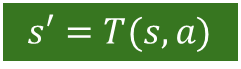 s′ = T(s, a)